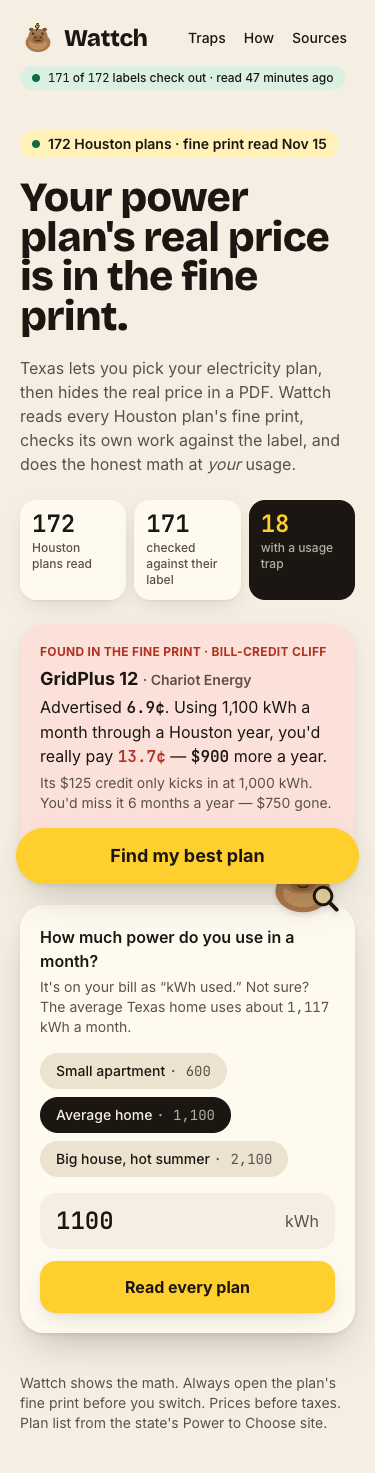 Wattch
Traps How Sources
171 of 172 labels check out · read 47 minutes ago
172 Houston plans · fine print read Nov 15
Your power
plan's real price
is in the fine
print.
Texas lets you pick your electricity plan,
then hides the real price in a PDF. Wattch
reads every Houston plan's fine print,
checks its own work against the label, and
does the honest math at your usage.
172
Houston
plans read
171
checked
against their
label
18
with a usage
trap
FOUND IN THE FINE PRINT · BILL-CREDIT CLIFF
GridPlus 12 · Chariot Energy
Advertised 6.9¢. Using 1,100 kWh a
month through a Houston year, you'd
really pay 13.7¢ — $900 more a year.
Its $125 credit only kicks in at 1,000 kWh.
You'd miss it 6 months a year — $750 gone.
Find my best plan
How much power do you use in a
month?
It's on your bill as “kWh used.” Not sure?
The average Texas home uses about 1,117
kWh a month.
Small apartment · 600
Average home · 1,100
Big house, hot summer · 2,100
1100 kWh
Read every plan
Wattch shows the math. Always open the plan's
fine print before you switch. Prices before taxes.
Plan list from the state's Power to Choose site.